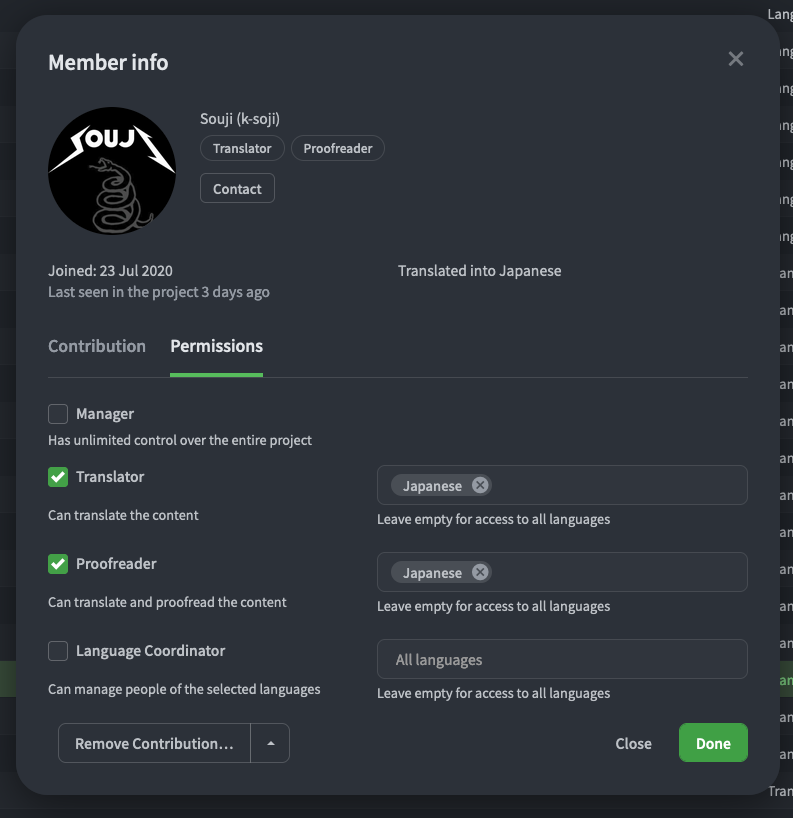 Member info
SOUJI
Souji (k-soji)
Translator Proofreader
Contact
Joined: 23 Jul 2020
Translated into Japanese
Last seen in the project 3 days ago
Contribution Permissions
Manager
Has unlimited control over the entire project
Translator
Japanese
Can translate the content
Leave empty for access to all languages
Proofreader
Japanese
Can translate and proofread the content
Leave empty for access to all languages
Language Coordinator
All languages
Can manage people of the selected languages
Leave empty for access to all languages
Remove Contribution…
Close
Done